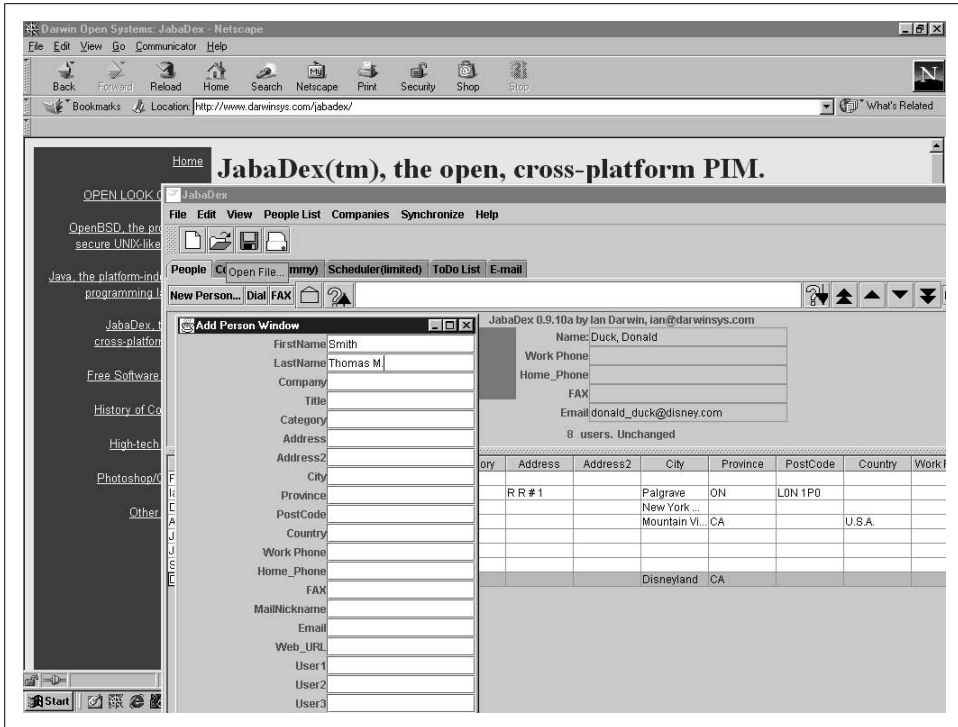 Darwin Open Systems: JabaDex - Netscape
File Edit View Go Communicator Help
Back Forward Reload Home Search Netscape Print Security Shop Stop
Bookmarks Location: http://www.darwinsys.com/jabadex/ What's Related
Home
JabaDex(tm), the open, cross-platform PIM.
OPEN LOOK
JabaDex
File Edit View People List Companies Synchronize Help
OpenBSD, the
secure UNIX-like
People Open File... mmy) Scheduler(limited) ToDo List E-mail
Java, the platform-ind
programming
New Person... Dial FAX
JabaDex,
cross-platfor
Free Software
History of Co
High-tech
Photoshop/
Other
Add Person Window
FirstName Smith
LastName Thomas M.
Company
Title
Category
Address
Address2
City
Province
PostCode
Country
Work Phone
Home_Phone
FAX
MailNickname
Email
Web_URL
User1
User2
User3
JabaDex 0.9.10a by Ian Darwin, ian@darwinsys.com
Name: Duck, Donald
Work Phone
Home_Phone
FAX
Email donald_duck@disney.com
8 users. Unchanged
ory Address Address2 City Province PostCode Country Work
R R # 1 Palgrave ON L0N 1P0
New York ...
Mountain Vi... CA U.S.A.
Disneyland CA
Start